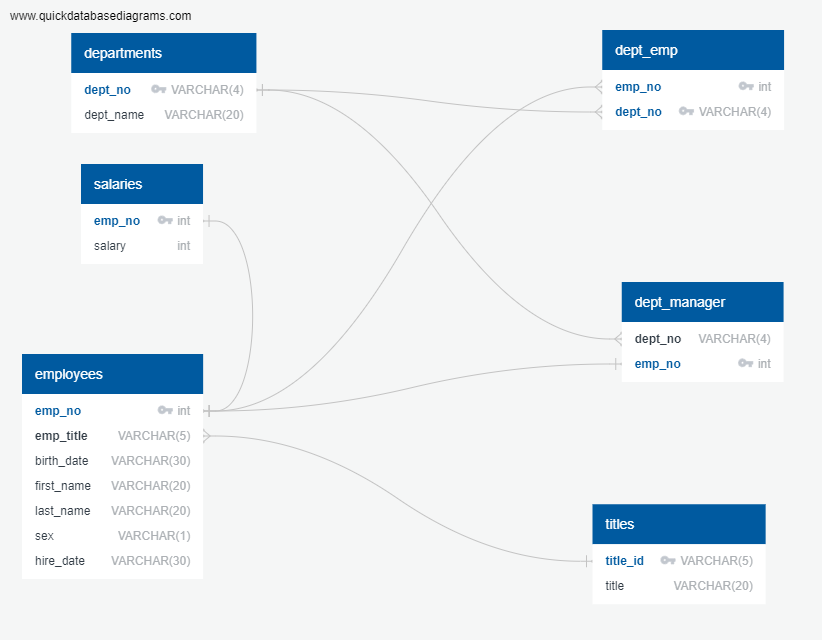 www.quickdatabasediagrams.com
departments
dept_no VARCHAR(4)
dept_name VARCHAR(20)
dept_emp
emp_no int
dept_no VARCHAR(4)
salaries
emp_no int
salary int
dept_manager
dept_no VARCHAR(4)
emp_no int
employees
emp_no int
emp_title VARCHAR(5)
birth_date VARCHAR(30)
first_name VARCHAR(20)
last_name VARCHAR(20)
sex VARCHAR(1)
hire_date VARCHAR(30)
titles
title_id VARCHAR(5)
title VARCHAR(20)